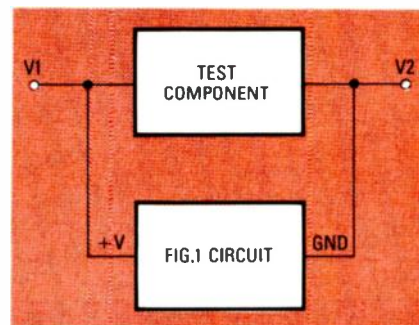 V1
TEST
COMPONENT
V2
+V
FIG.1 CIRCUIT
GND